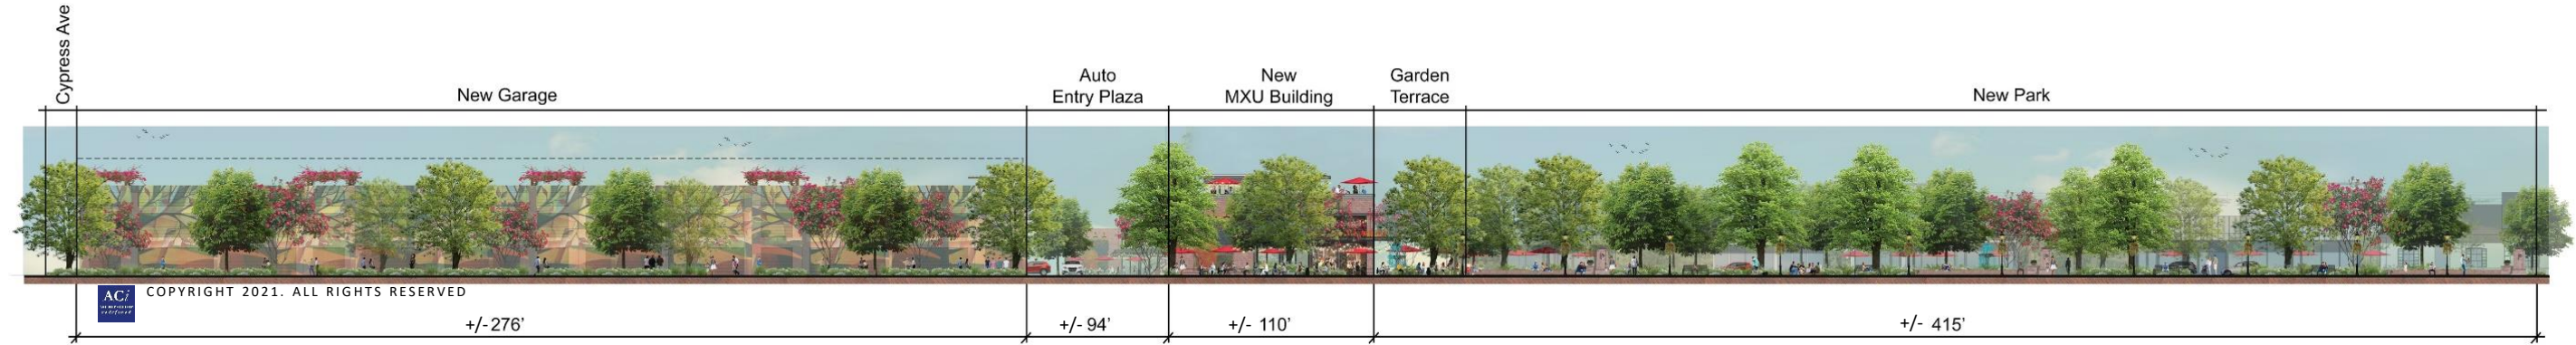 Cypress Ave
New Garage
Auto
Entry Plaza
New
MXU Building
Garden
Terrace
New Park
ACi
COPYRIGHT 2021. ALL RIGHTS RESERVED
+/-276’
+/- 94’
+/- 110’
+/- 415’